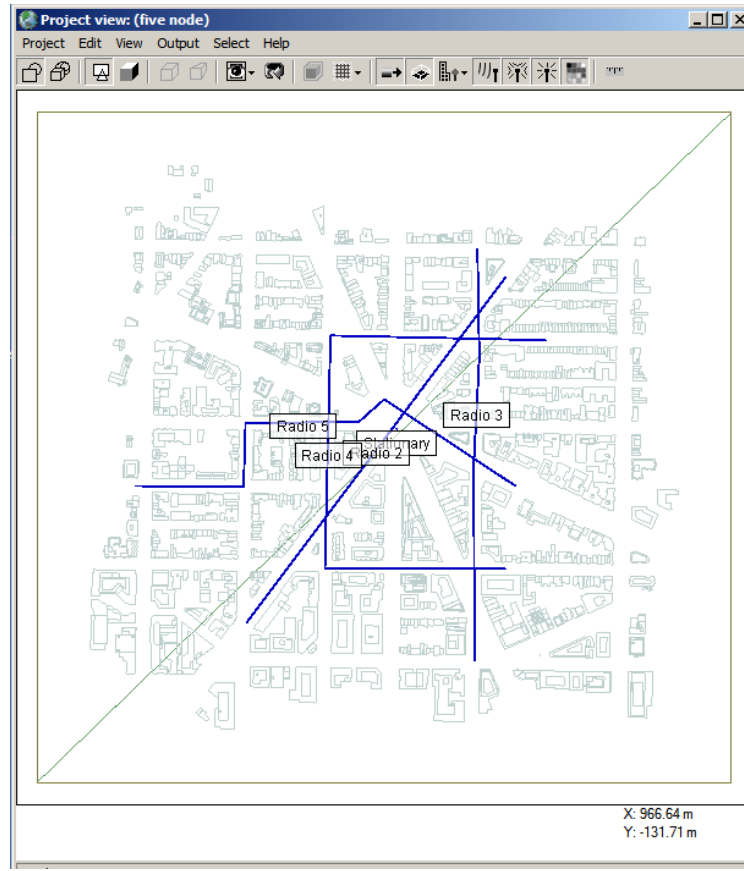 Project view: (five node)
Project Edit View Output Select Help
Radio 3
Radio 5
Stationary
Radio 4
Radio 2
X: 966.64 m
Y: -131.71 m